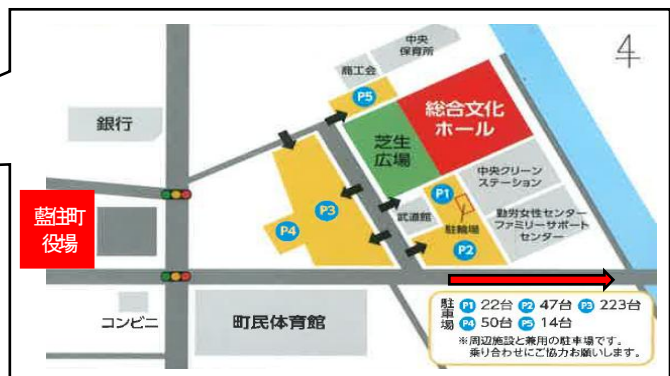 中央
保育所
商工会
P5
銀行
総合文化
ホール
芝生
広場
中央クリーン
ステーション
P1
藍住町
役場
P3
P4
武道館
駐輪場
勤労女性センター
ファミリーサポート
センター
P2
コンビニ
町民体育館
駐車場
P1 22台 P2 47台 P3 223台
P4 50台 P5 14台
※周辺施設と兼用の駐車場です。
乗り合わせにご協力お願いします。